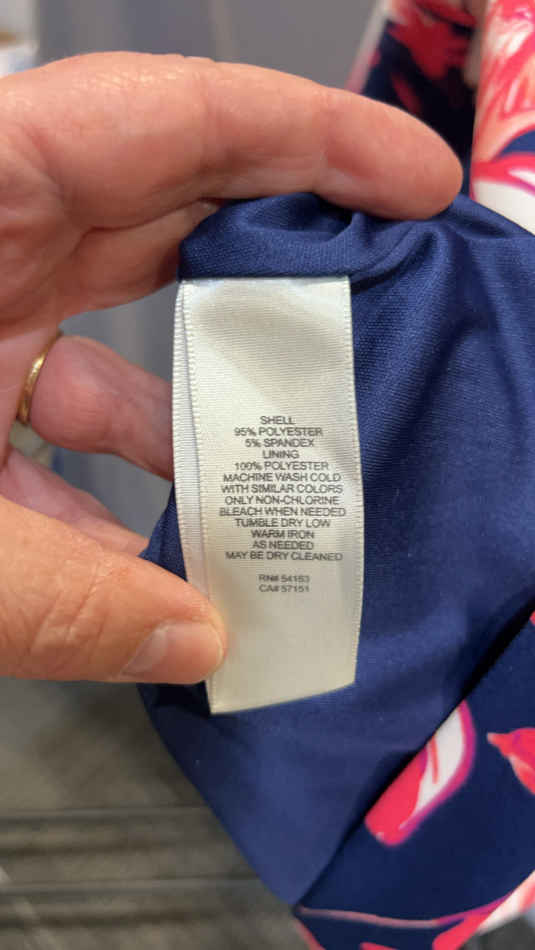 SHELL
95% POLYESTER
5% SPANDEX
LINING
100% POLYESTER
MACHINE WASH COLD
WITH SIMILAR COLORS
ONLY NON-CHLORINE
BLEACH WHEN NEEDED
TUMBLE DRY LOW
WARM IRON
AS NEEDED
MAY BE DRY CLEANED
RN# 54163
CA# 57151